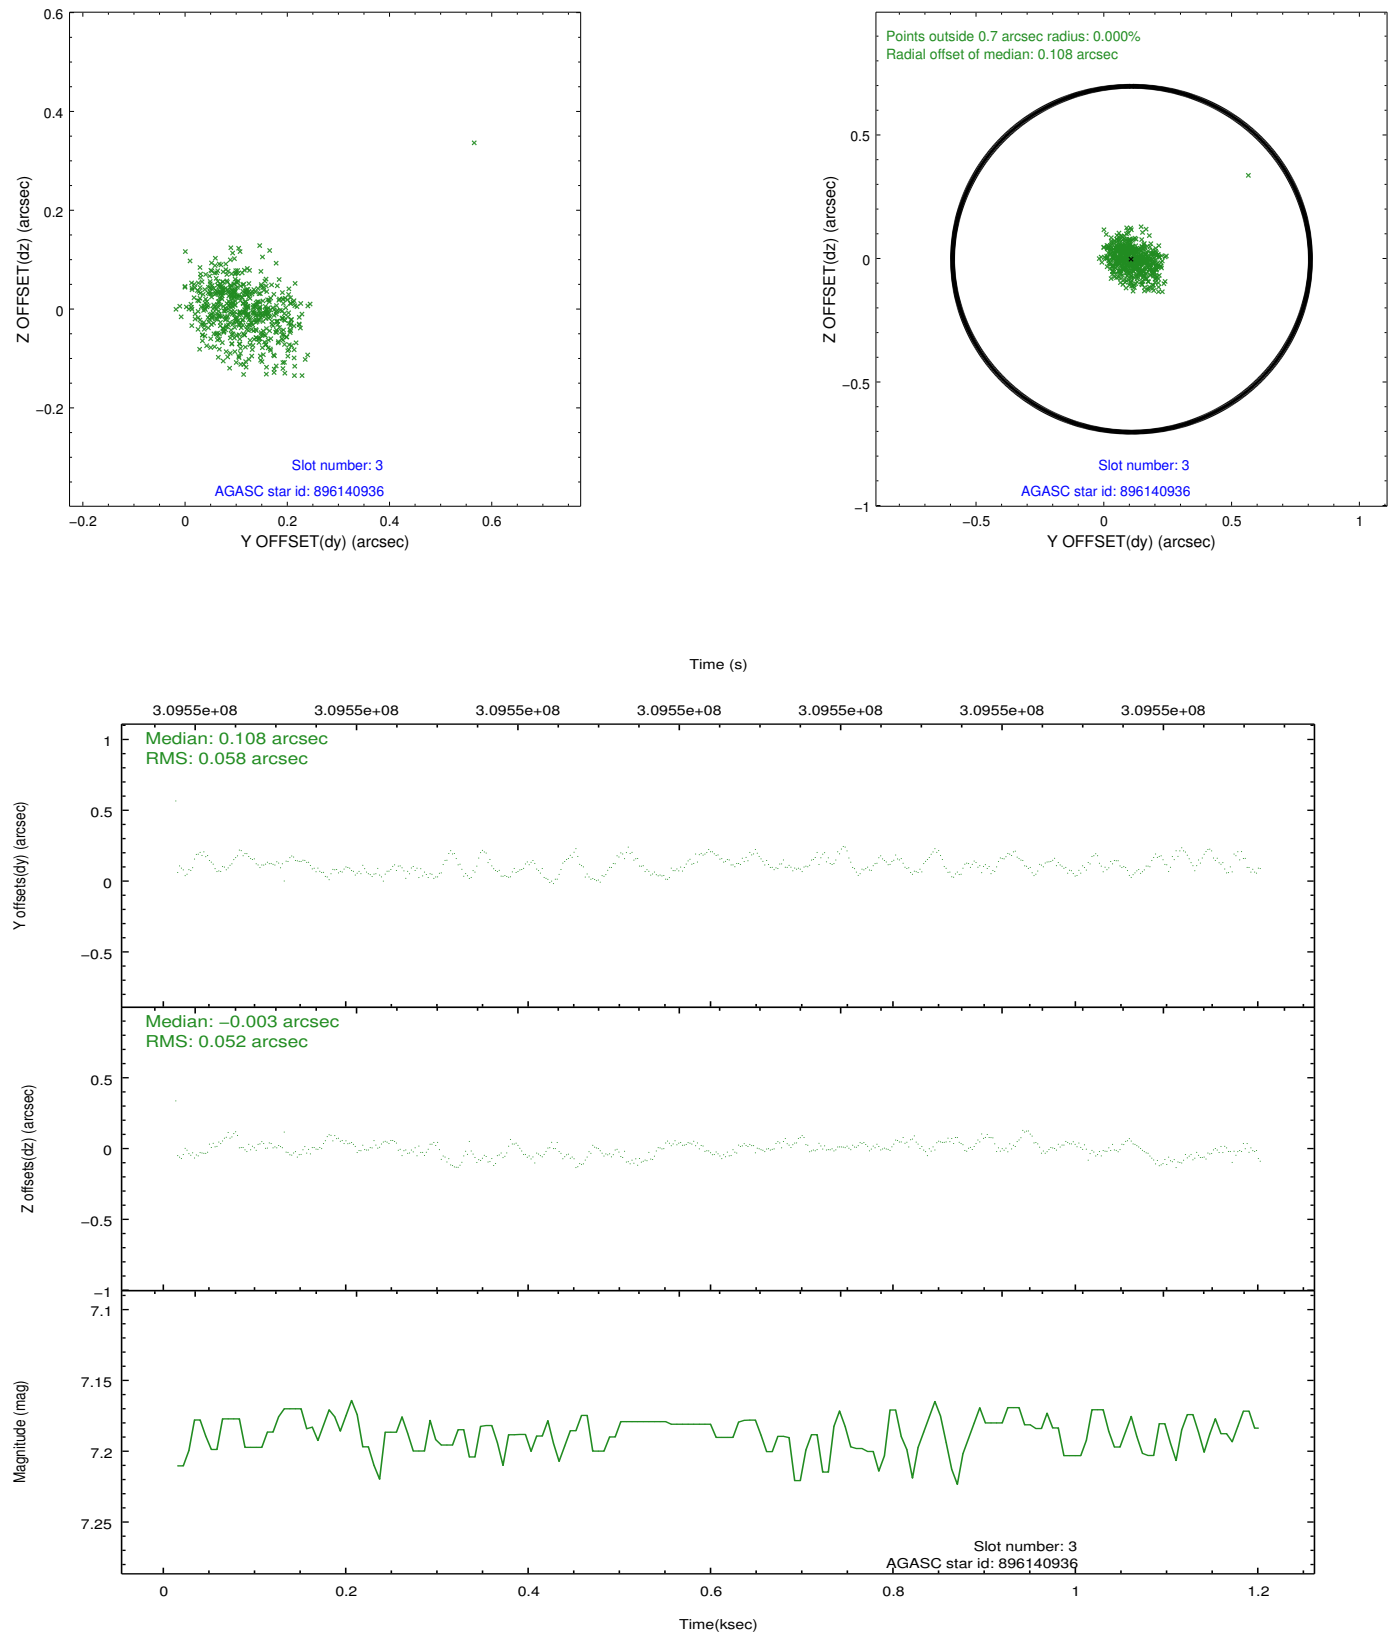 0.6
0.4
0.2
0
−0.2
Z OFFSET(dz) (arcsec)
Slot number: 3
AGASC star id: 896140936
−0.2 0 0.2 0.4 0.6
Y OFFSET(dy) (arcsec)
Points outside 0.7 arcsec radius: 0.000%
Radial offset of median: 0.108 arcsec
0.5
0
−0.5
−1
Z OFFSET(dz) (arcsec)
Slot number: 3
AGASC star id: 896140936
−0.5 0 0.5 1
Y OFFSET(dy) (arcsec)
Time (s)
3.0955e+08 3.0955e+08 3.0955e+08 3.0955e+08 3.0955e+08 3.0955e+08 3.0955e+08
Median: 0.108 arcsec
RMS: 0.058 arcsec
1
0.5
0
−0.5
Y offsets(dy) (arcsec)
Median: −0.003 arcsec
RMS: 0.052 arcsec
0.5
0
−0.5
−1
Z offsets(dz) (arcsec)
7.1
7.15
7.2
7.25
Magnitude (mag)
Slot number: 3
AGASC star id: 896140936
0 0.2 0.4 0.6 0.8 1 1.2
Time(ksec)